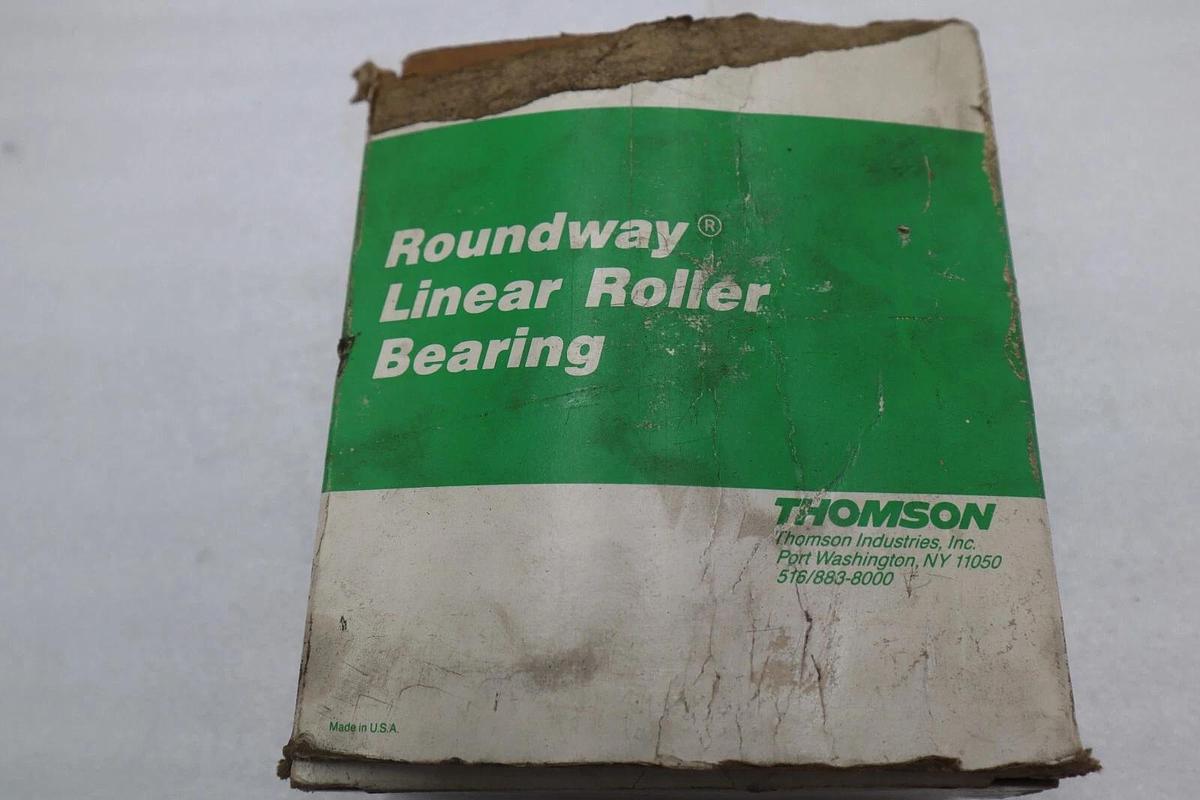 Roundway®
Linear Roller
Bearing
THOMSON
Thomson Industries, Inc.
Port Washington, NY 11050
516/883-8000
Made in U.S.A.